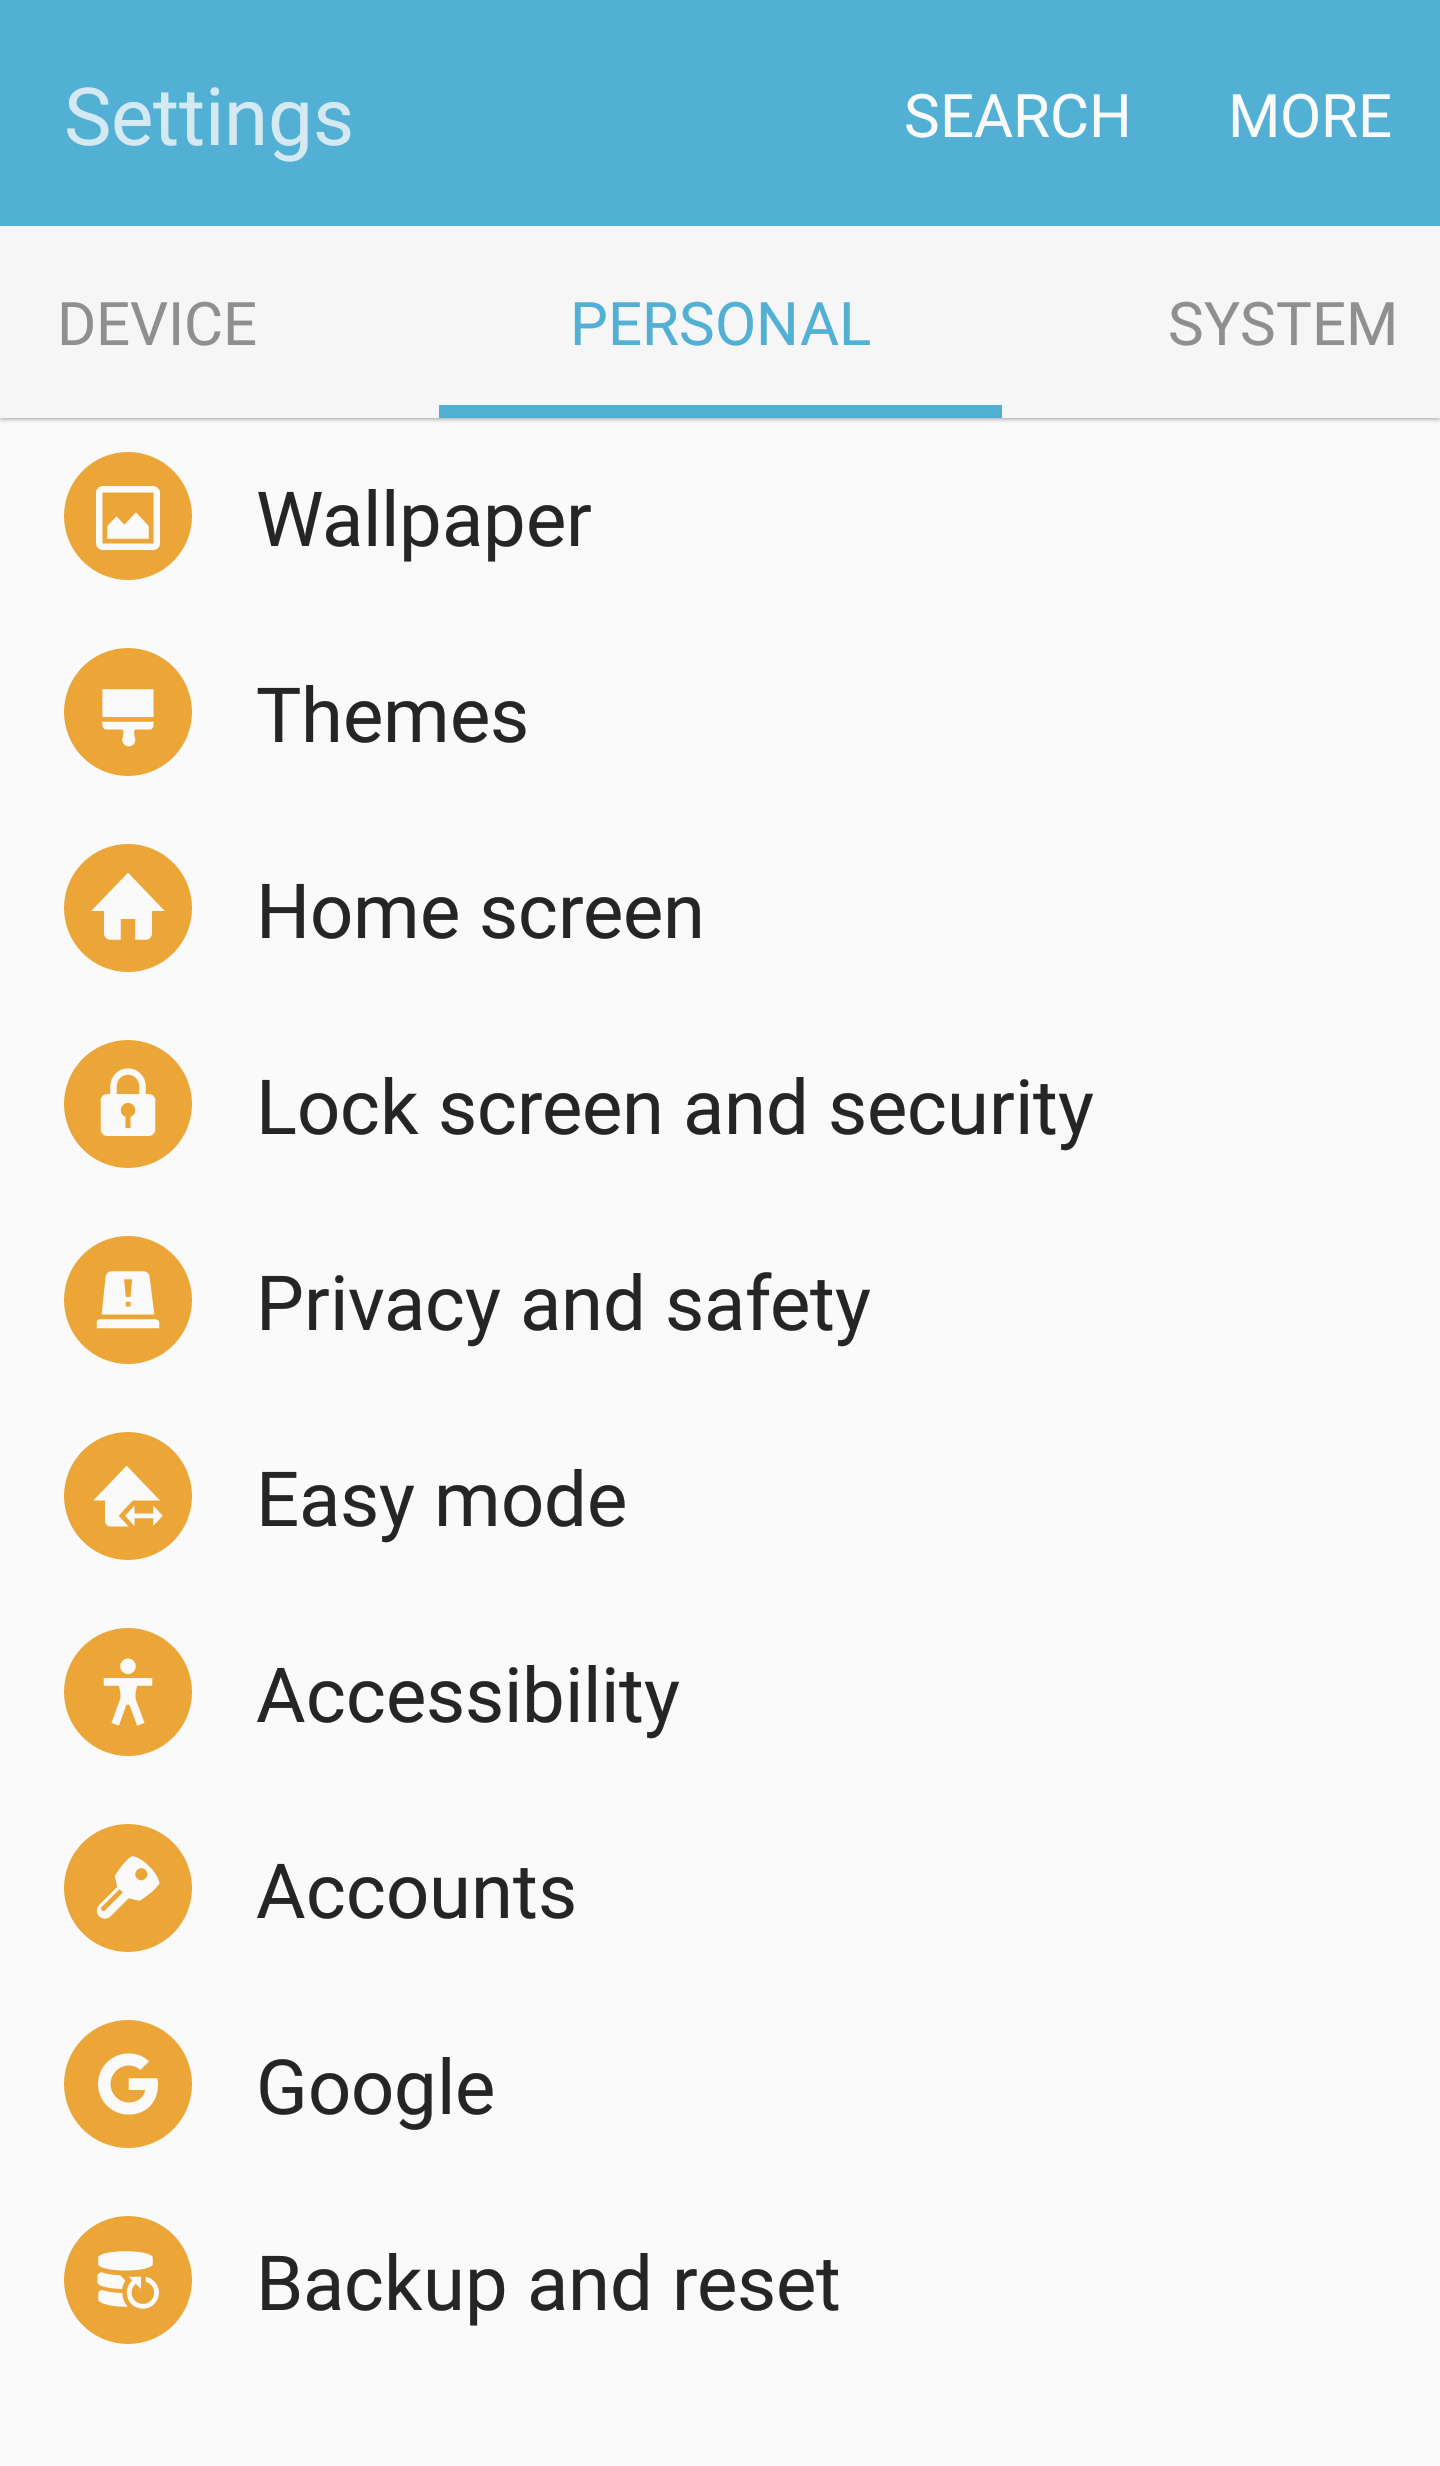 Settings SEARCH MORE
DEVICE PERSONAL SYSTEM
Wallpaper
Themes
Home screen
Lock screen and security
Privacy and safety
Easy mode
Accessibility
Accounts
Google
Backup and reset